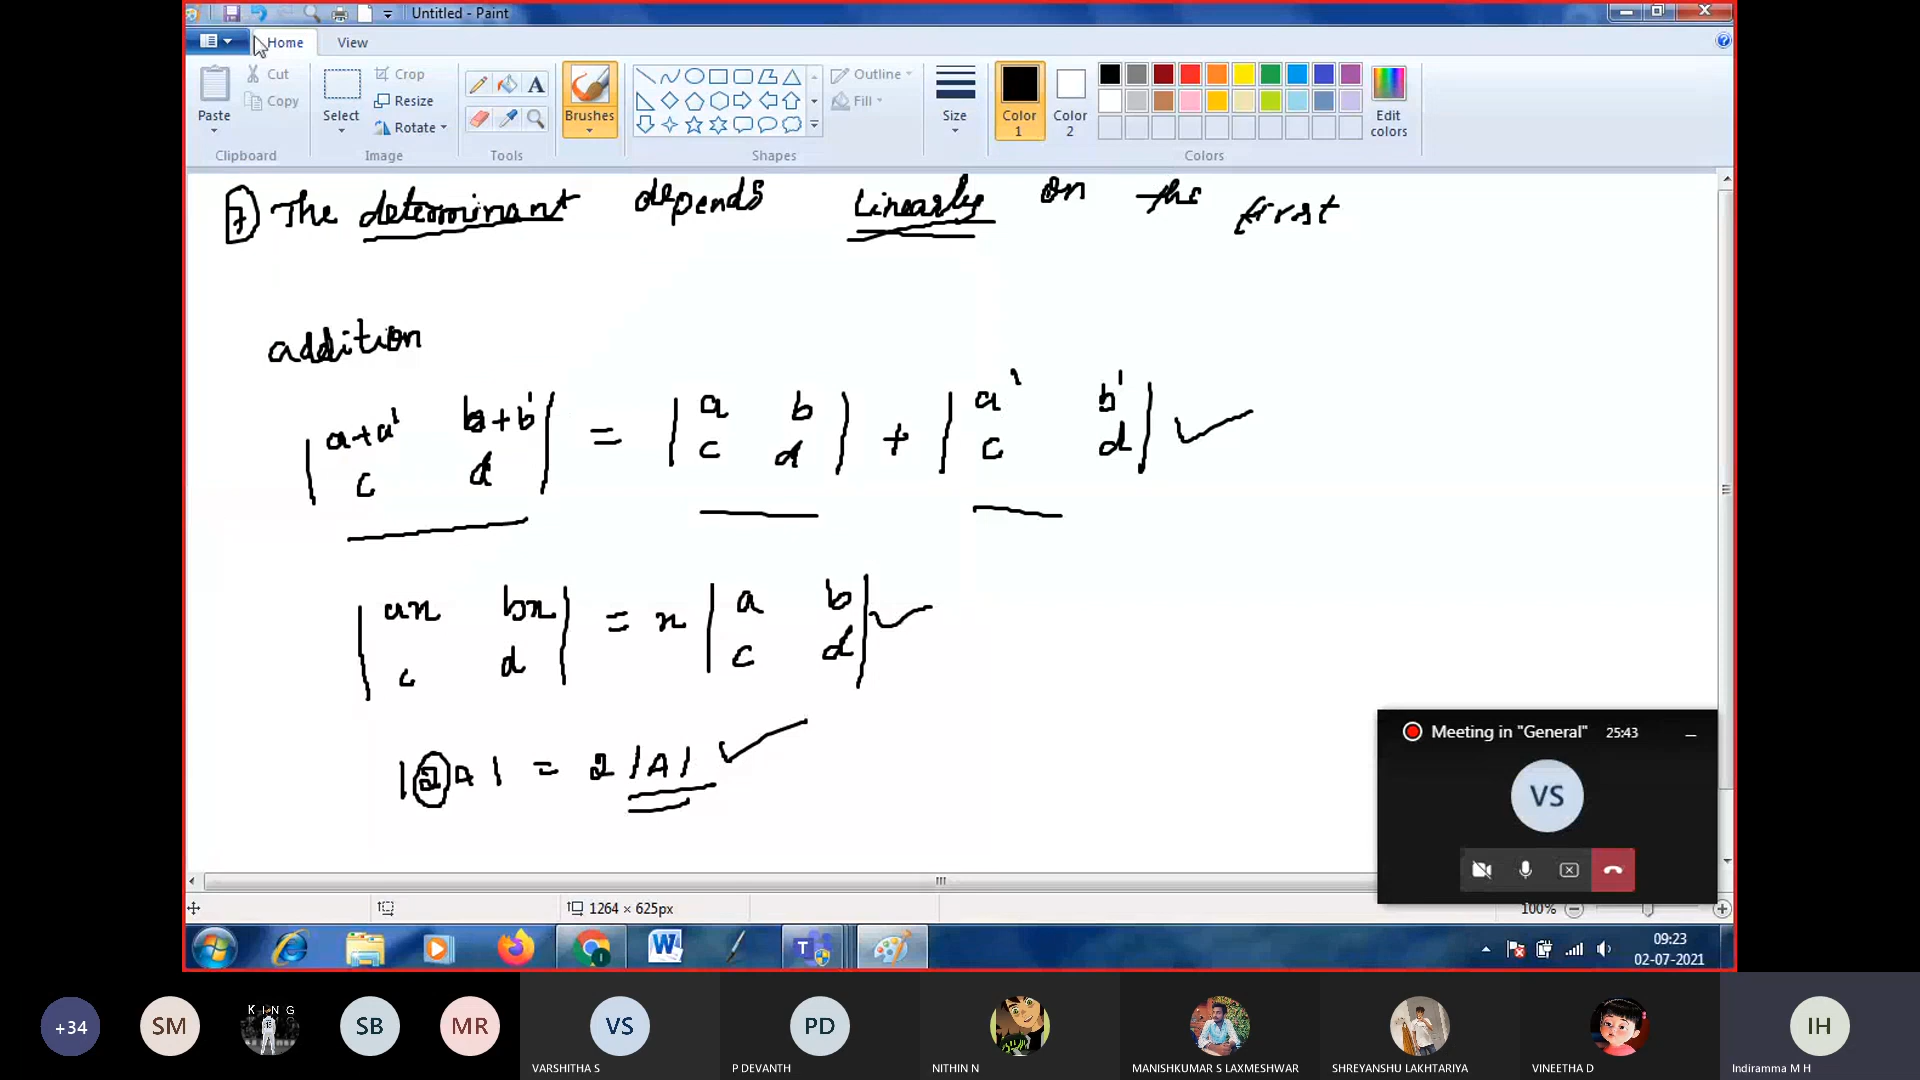 Untitled - Paint
Home View
Paste Cut Copy Clipboard
Select Crop Resize Rotate Image
Tools
Brushes
Shapes
Outline Fill
Size
Color 1 Color 2
Edit colors
Colors
7 The determinant depends linearly on the first
addition
| a+a' b+b' | = | a b | + | a' b' |
| c d | | c d | | c d |
| ax bx | = x | a b |
| c d | | c d |
|2A| = 2|A|
Meeting in "General" 25:43
VS
1264 × 625px 100%
09:23
02-07-2021
+34 SM KING SB MR VS PD IH
VARSHITHA S P DEVANTH NITHIN N MANISHKUMAR S LAXMESHWAR SHREYANSHU LAKHTARIYA VINEETHA D Indiramma M H